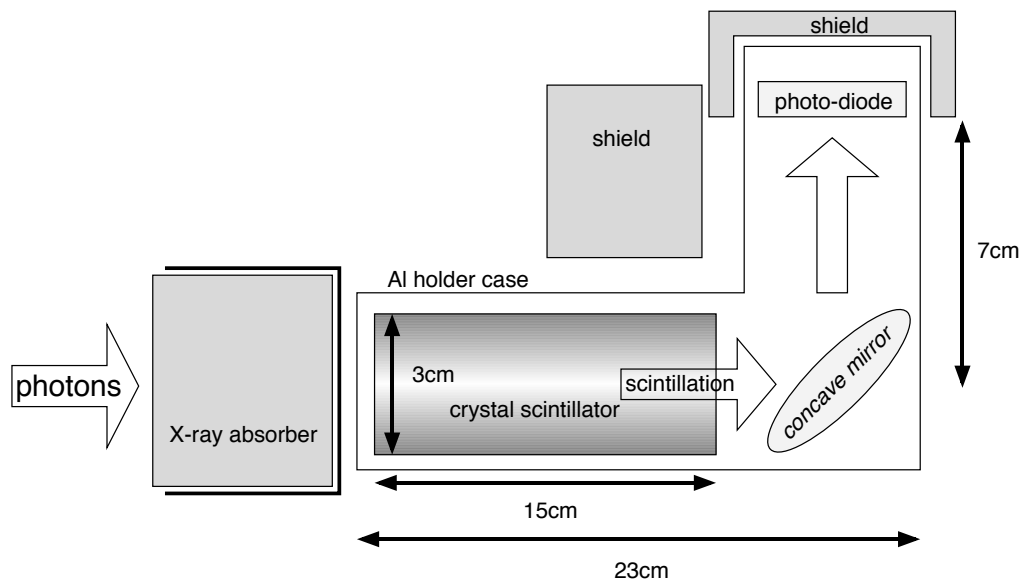 shield
photo-diode
shield
7cm
Al holder case
photons
3cm
scintillation
concave mirror
crystal scintillator
X-ray absorber
15cm
23cm